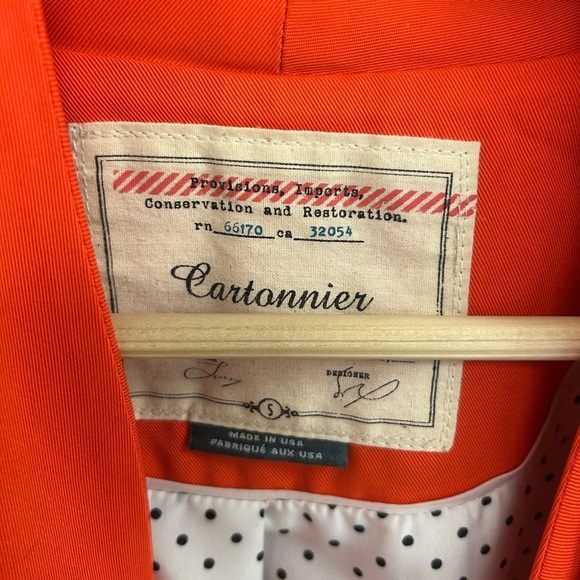 Provisions, Imports,
Conservation and Restoration.
rn 66170 ca 32054
Cartonnier
DESIGNER
S
MADE IN USA
FABRIQUÉ AUX USA